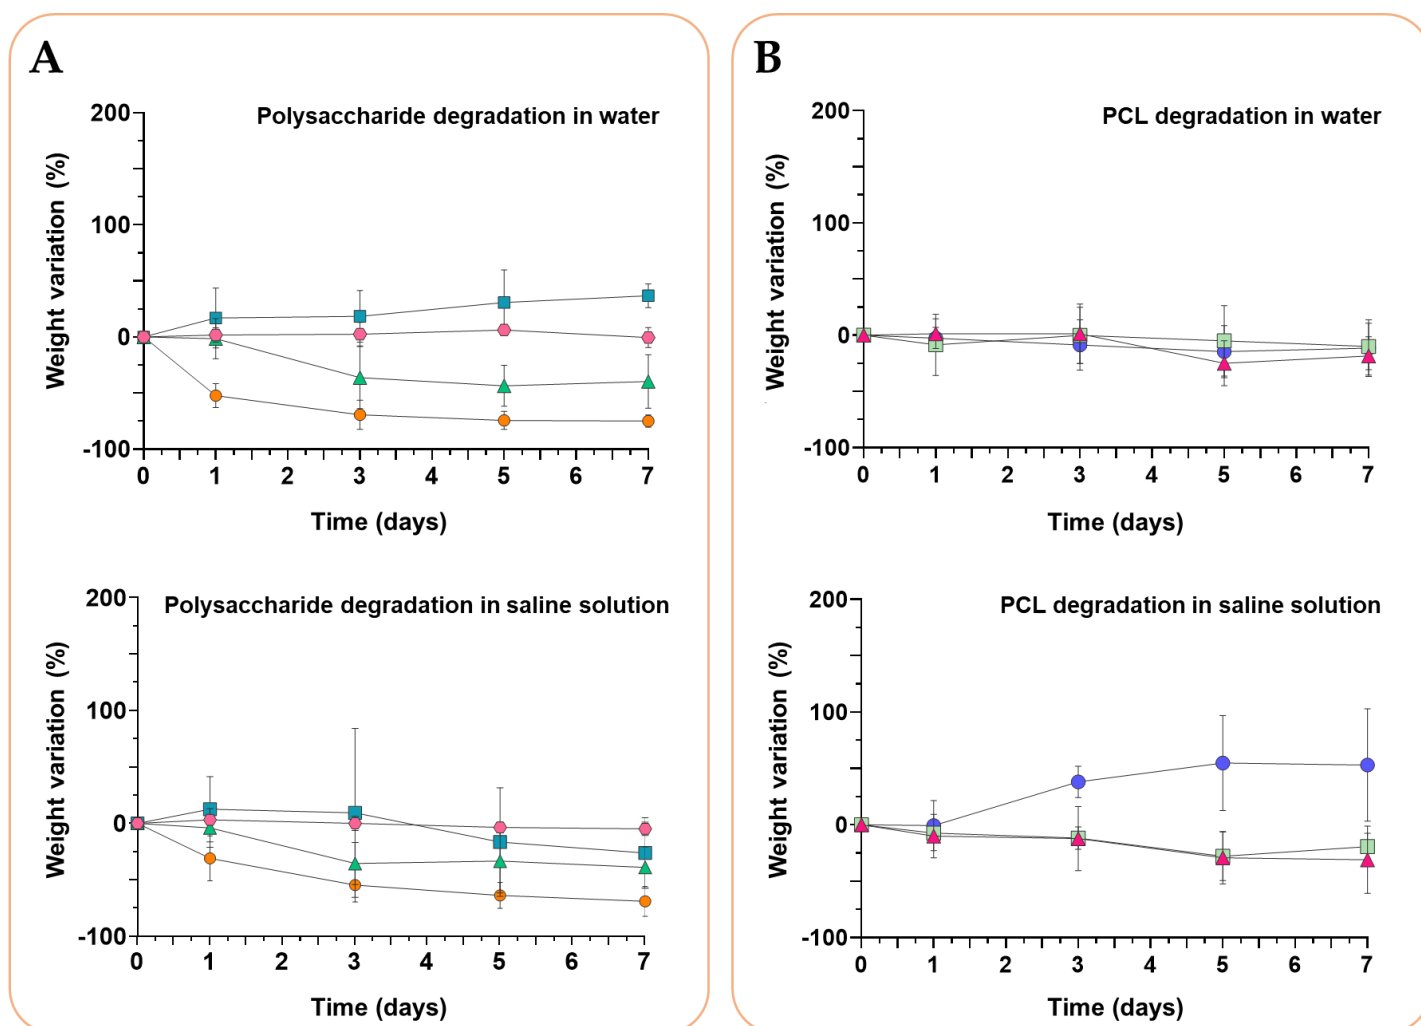 A
Polysaccharide degradation in water
Weight variation (%)
200
100
0
-100
0 1 2 3 4 5 6 7
Time (days)
Polysaccharide degradation in saline solution
Weight variation (%)
200
100
0
-100
0 1 2 3 4 5 6 7
Time (days)
B
PCL degradation in water
Weight variation (%)
200
100
0
-100
0 1 2 3 4 5 6 7
Time (days)
PCL degradation in saline solution
Weight variation (%)
200
100
0
-100
0 1 2 3 4 5 6 7
Time (days)